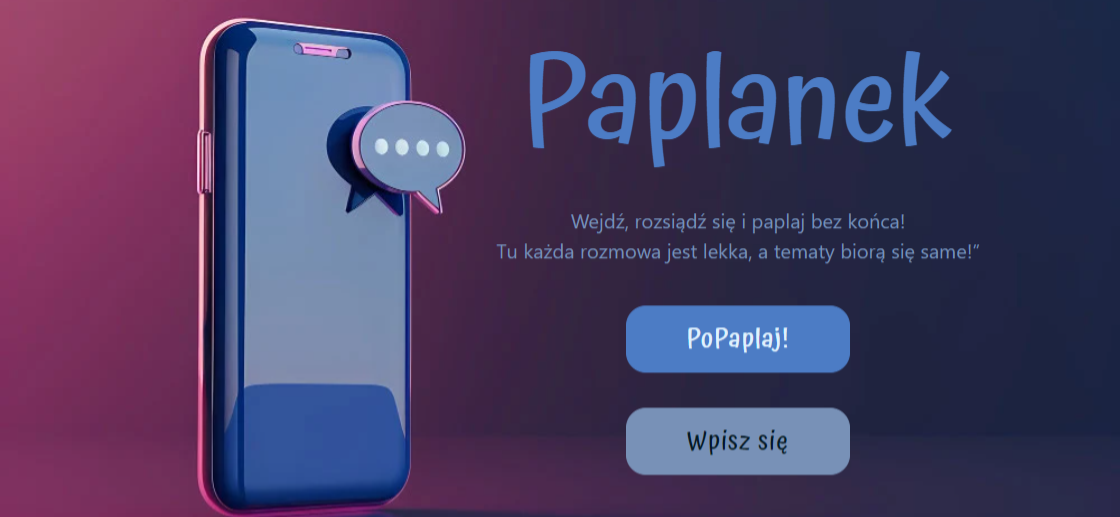 Paplanek
Wejdź, rozsiądź się i paplaj bez końca!
Tu każda rozmowa jest lekka, a tematy biorą się same!”
PoPaplaj!
Wpisz się